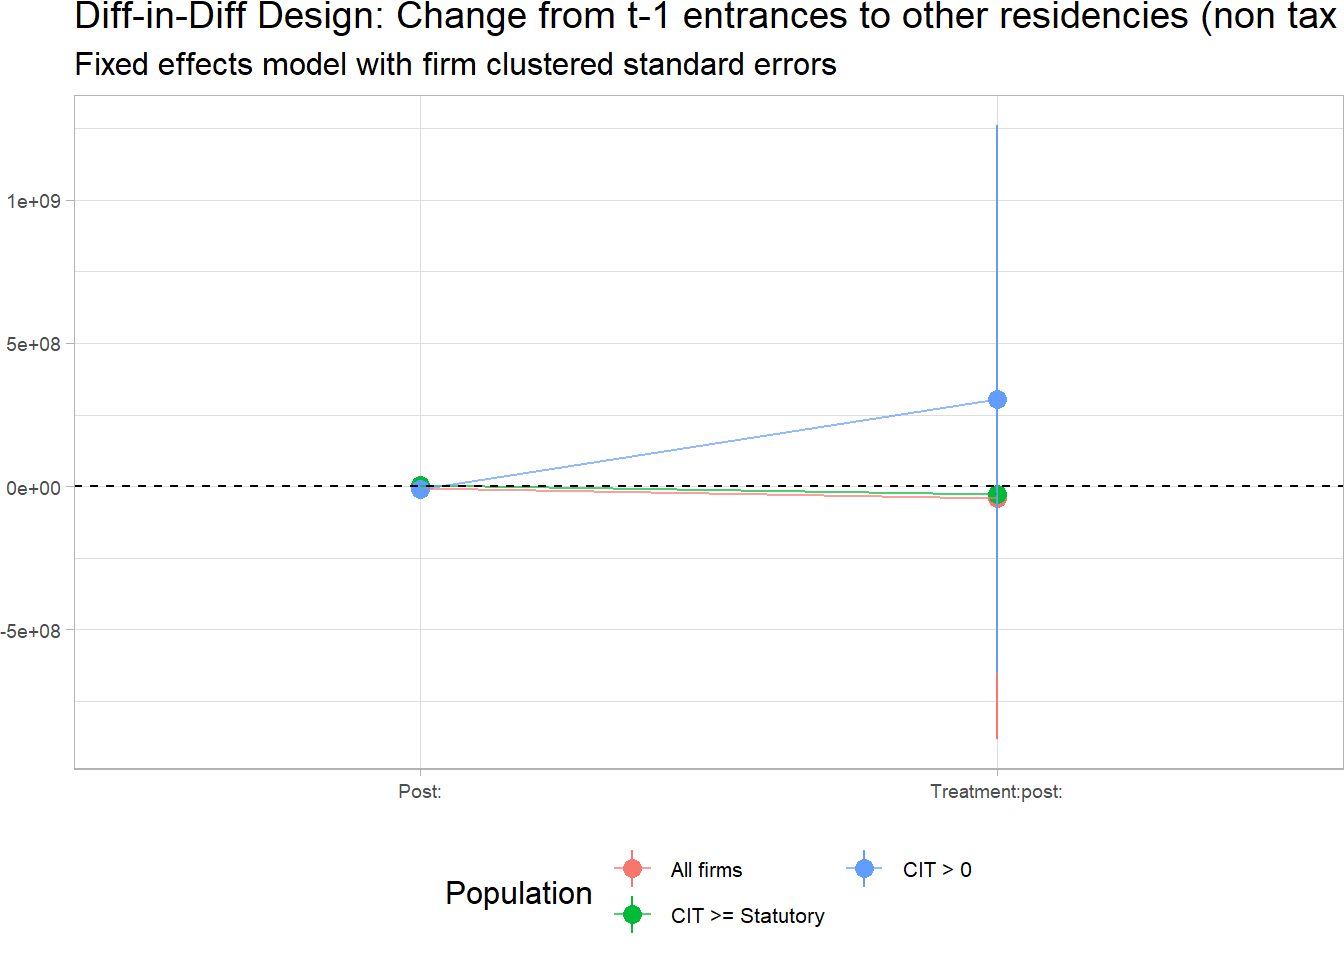 Diff-in-Diff Design: Change from t-1 entrances to other residencies (non tax
Fixed effects model with firm clustered standard errors
1e+09
5e+08
0e+00
-5e+08
Post:
Treatment:post:
Population
All firms
CIT > 0
CIT >= Statutory